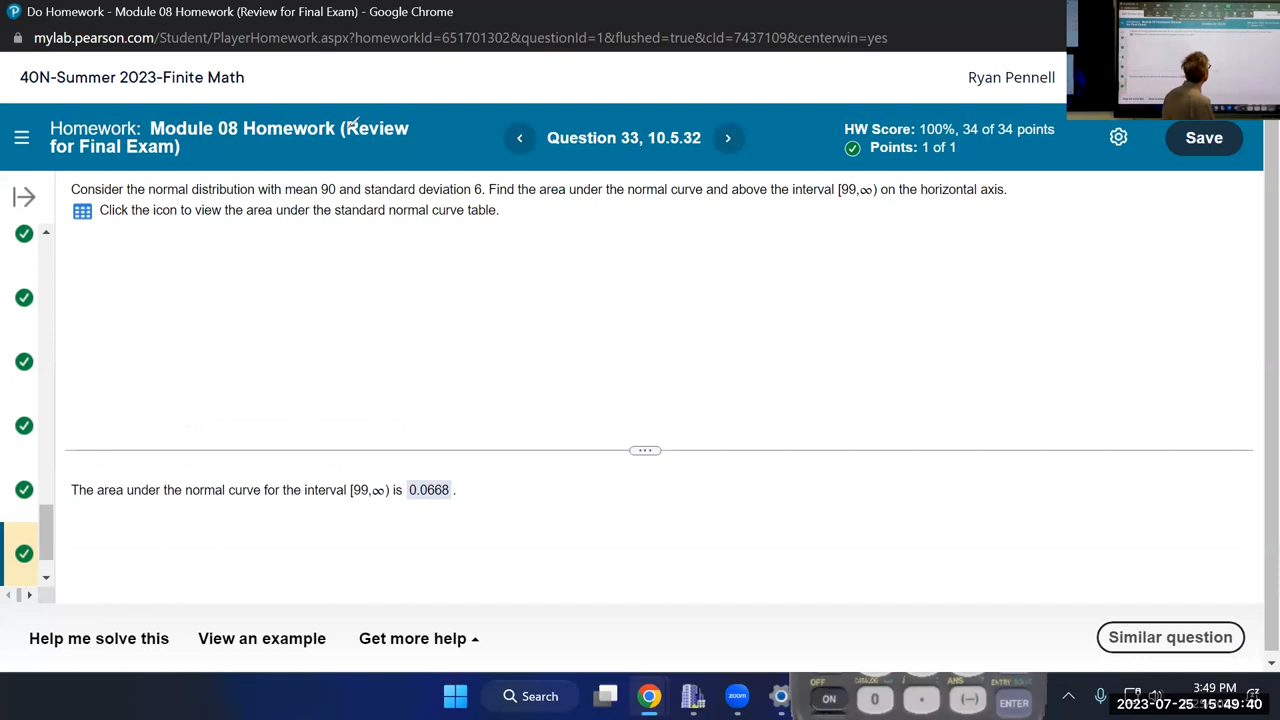 Do Homework - Module 08 Homework (Review for Final Exam) - Google Chrome
mylab.pearson.com/Student/PlayerHomework.aspx?homeworkId=651701302&questionId=1&flushed=true&cId=7437109&centerwin=yes
40N-Summer 2023-Finite Math
Ryan Pennell
Homework: Module 08 Homework (Review for Final Exam)
Question 33, 10.5.32
HW Score: 100%, 34 of 34 points
Points: 1 of 1
Save
Consider the normal distribution with mean 90 and standard deviation 6. Find the area under the normal curve and above the interval [99,∞) on the horizontal axis.
Click the icon to view the area under the standard normal curve table.
The area under the normal curve for the interval [99,∞) is 0.0668 .
Help me solve this
View an example
Get more help
Similar question
Search
zoom
OFF
ON
0
ANS
(−)
ENTRY
ENTER
3:49 PM
2023-07-25 15:49:40